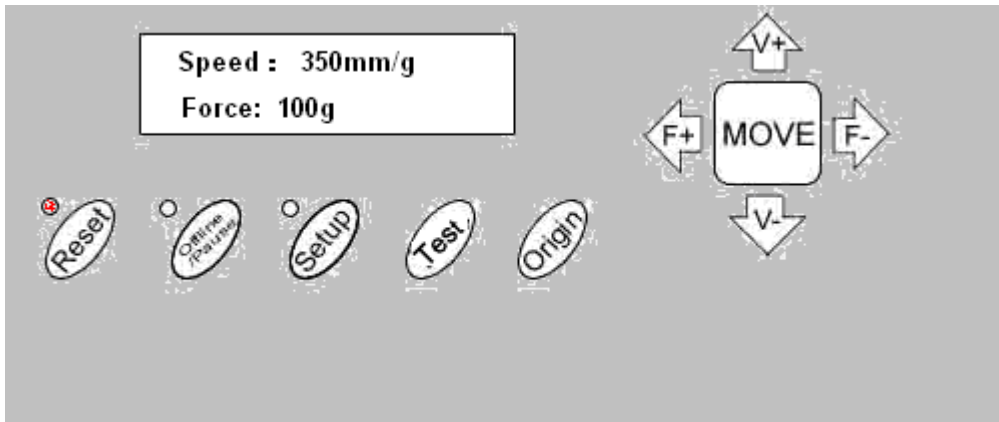 Speed : 350mm/g
Force: 100g
V+
F+
MOVE
F-
V-
Reset
Offline
/Pause
Setup
Test
Origin